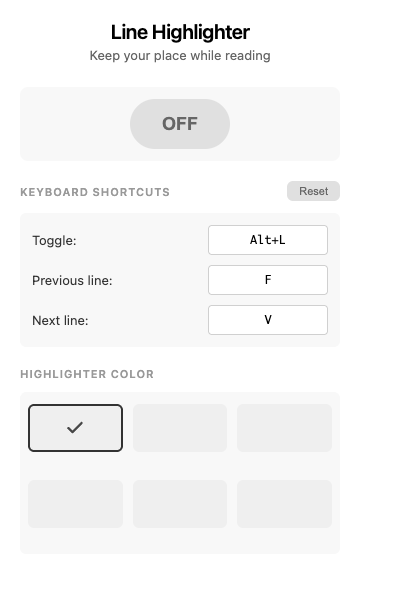 Line Highlighter
Keep your place while reading
OFF
KEYBOARD SHORTCUTS
Reset
Toggle:
Alt+L
Previous line:
F
Next line:
V
HIGHLIGHTER COLOR